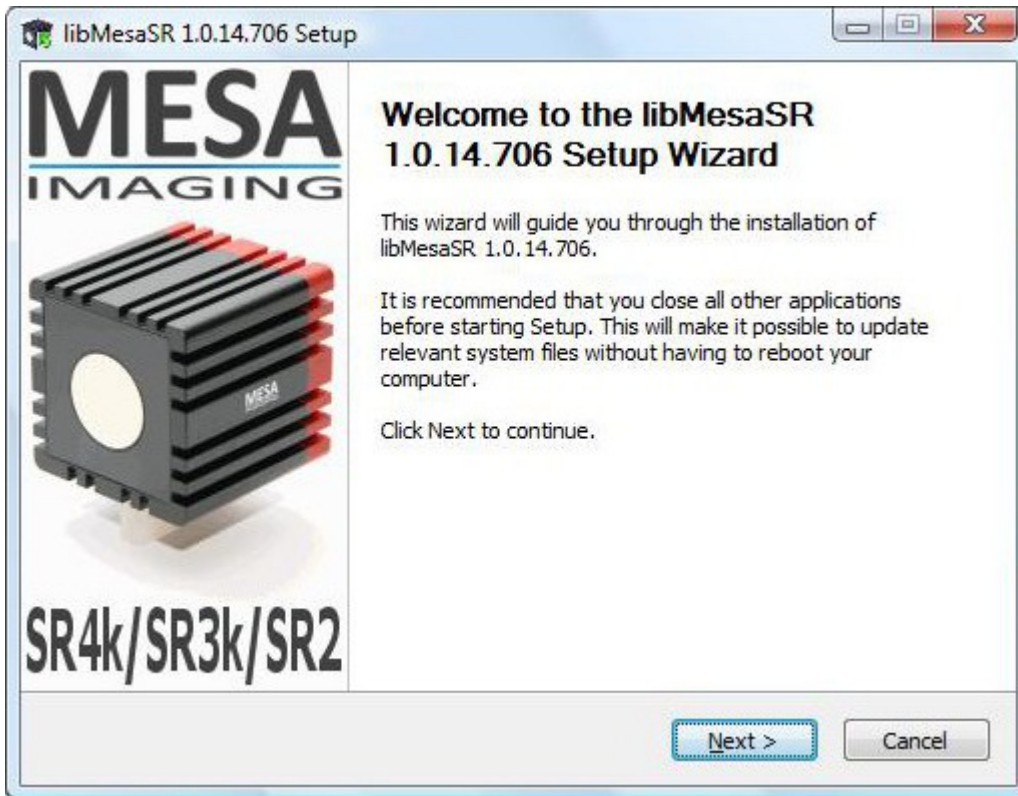 libMesaSR 1.0.14.706 Setup
MESA
IMAGING
MESA
IMAGING
SR4k/SR3k/SR2
Welcome to the libMesaSR
1.0.14.706 Setup Wizard
This wizard will guide you through the installation of
libMesaSR 1.0.14.706.
It is recommended that you close all other applications
before starting Setup. This will make it possible to update
relevant system files without having to reboot your
computer.
Click Next to continue.
Next >
Cancel